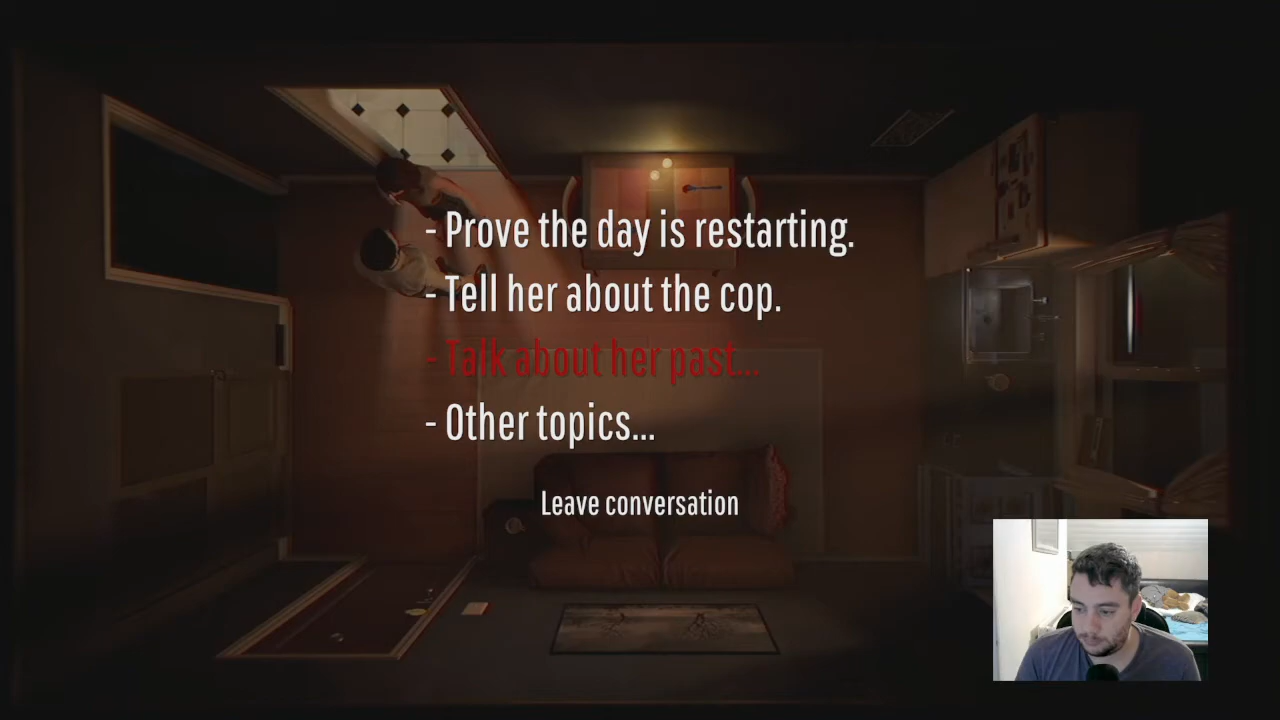 - Prove the day is restarting.
- Tell her about the cop.
- Talk about her past...
- Other topics...
Leave conversation